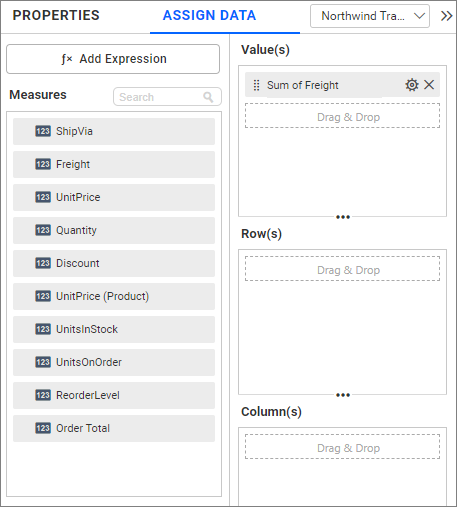 PROPERTIES
ASSIGN DATA
Northwind Tra...
ƒ× Add Expression
Measures
Search
123 ShipVia
123 Freight
123 UnitPrice
123 Quantity
123 Discount
123 UnitPrice (Product)
123 UnitsInStock
123 UnitsOnOrder
123 ReorderLevel
123 Order Total
Value(s)
Sum of Freight
Drag & Drop
Row(s)
Drag & Drop
Column(s)
Drag & Drop